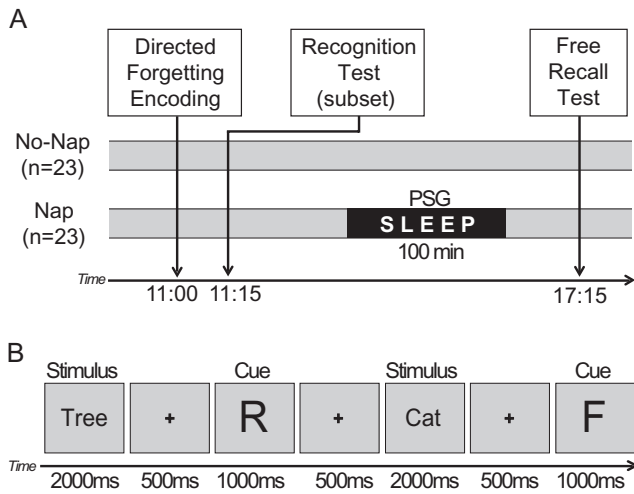 A
Directed
Forgetting
Encoding
Recognition
Test
(subset)
Free
Recall
Test
No-Nap
(n=23)
Nap
(n=23)
PSG
SLEEP
100 min
Time
11:00
11:15
17:15
B
Stimulus
Cue
Stimulus
Cue
Tree
+
R
+
Cat
+
F
Time
2000ms
500ms
1000ms
500ms
2000ms
500ms
1000ms